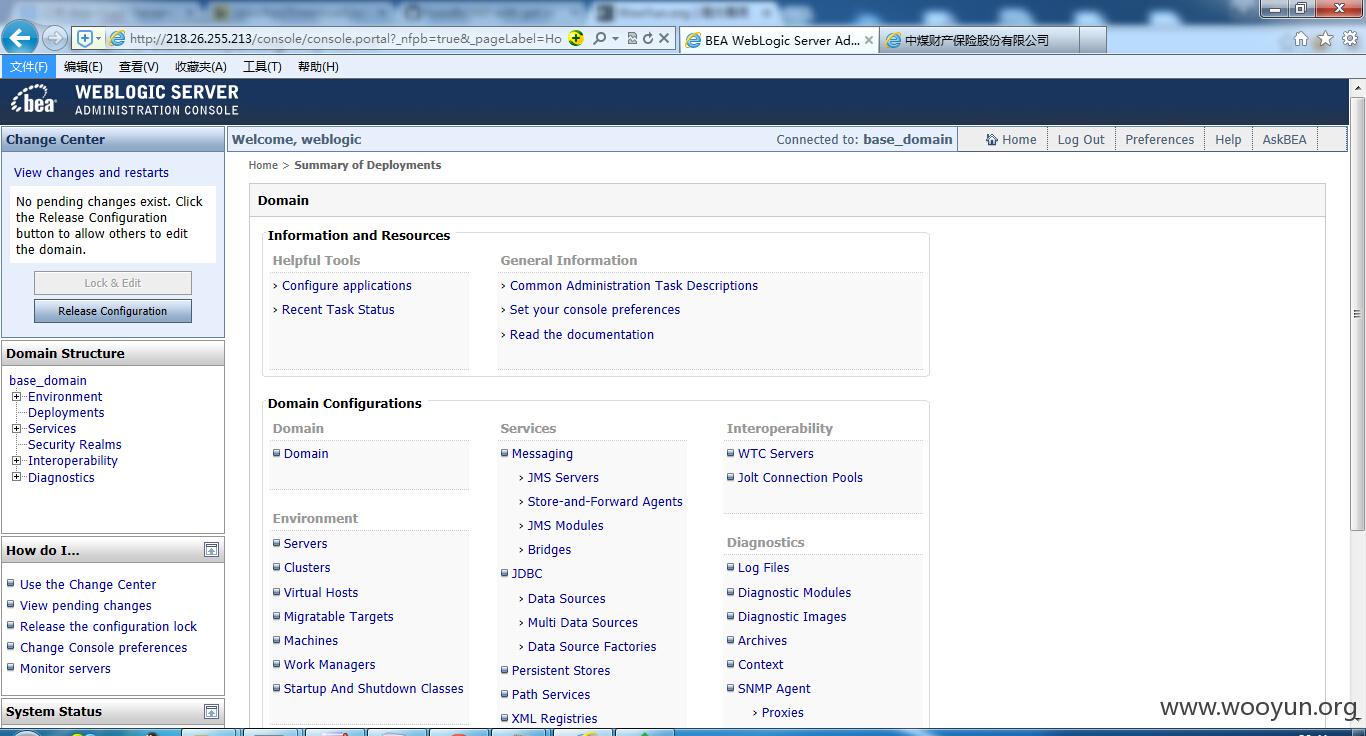 http://218.26.255.213/console/console.portal?_nfpb=true&_pageLabel=Ho
BEA WebLogic Server Ad...
中煤财产保险股份有限公司
文件(F) 编辑(E) 查看(V) 收藏夹(A) 工具(T) 帮助(H)
bea
WEBLOGIC SERVER
ADMINISTRATION CONSOLE
Change Center
View changes and restarts
No pending changes exist. Click
the Release Configuration
button to allow others to edit
the domain.
Lock & Edit
Release Configuration
Domain Structure
base_domain
Environment
Deployments
Services
Security Realms
Interoperability
Diagnostics
How do I...
Use the Change Center
View pending changes
Release the configuration lock
Change Console preferences
Monitor servers
System Status
Welcome, weblogic
Connected to: base_domain
Home
Log Out
Preferences
Help
AskBEA
Home > Summary of Deployments
Domain
Information and Resources
Helpful Tools
› Configure applications
› Recent Task Status
General Information
› Common Administration Task Descriptions
› Set your console preferences
› Read the documentation
Domain Configurations
Domain
Domain
Environment
Servers
Clusters
Virtual Hosts
Migratable Targets
Machines
Work Managers
Startup And Shutdown Classes
Services
Messaging
› JMS Servers
› Store-and-Forward Agents
› JMS Modules
› Bridges
JDBC
› Data Sources
› Multi Data Sources
› Data Source Factories
Persistent Stores
Path Services
XML Registries
Interoperability
WTC Servers
Jolt Connection Pools
Diagnostics
Log Files
Diagnostic Modules
Diagnostic Images
Archives
Context
SNMP Agent
› Proxies
www.wooyun.org